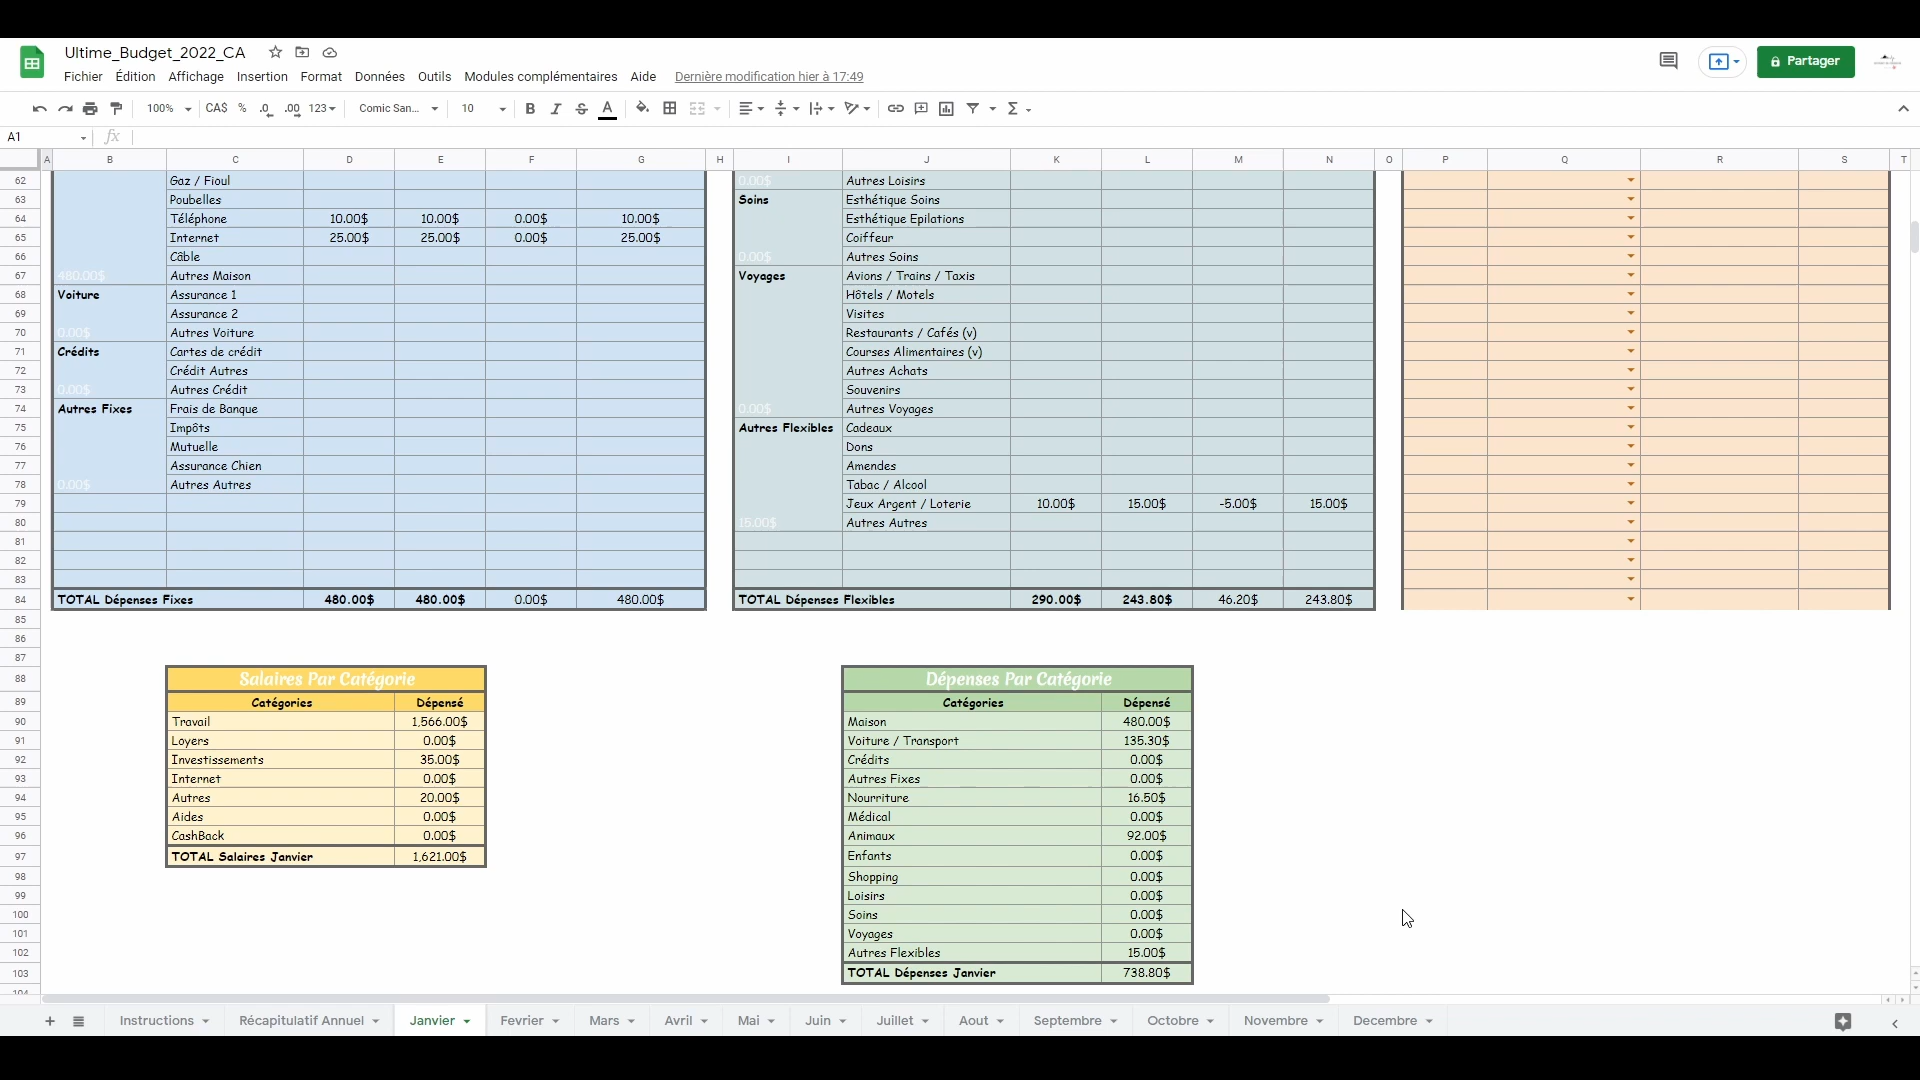 Ultime_Budget_2022_CA
Fichier Édition Affichage Insertion Format Données Outils Modules complémentaires Aide Dernière modification hier à 17:49
Partager
100% CA$ % .0 .00 123 Comic San... 10 B I S A
A1 fx
A B C D E F G H I J K L M N O P Q R S T
62 Gaz / Fioul 0.00$ Autres Loisirs
63 Poubelles Soins Esthétique Soins
64 Téléphone 10.00$ 10.00$ 0.00$ 10.00$ Esthétique Epilations
65 Internet 25.00$ 25.00$ 0.00$ 25.00$ Coiffeur
66 Câble 0.00$ Autres Soins
67 480.00$ Autres Maison Voyages Avions / Trains / Taxis
68 Voiture Assurance 1 Hôtels / Motels
69 Assurance 2 Visites
70 0.00$ Autres Voiture Restaurants / Cafés (v)
71 Crédits Cartes de crédit Courses Alimentaires (v)
72 Crédit Autres Autres Achats
73 0.00$ Autres Crédit Souvenirs
74 Autres Fixes Frais de Banque 0.00$ Autres Voyages
75 Impôts Autres Flexibles Cadeaux
76 Mutuelle Dons
77 Assurance Chien Amendes
78 0.00$ Autres Autres Tabac / Alcool
79 Jeux Argent / Loterie 10.00$ 15.00$ -5.00$ 15.00$
80 15.00$ Autres Autres
81
82
83
84 TOTAL Dépenses Fixes 480.00$ 480.00$ 0.00$ 480.00$ TOTAL Dépenses Flexibles 290.00$ 243.80$ 46.20$ 243.80$
85
86
87
88 Salaires Par Catégorie Dépenses Par Catégorie
89 Catégories Dépensé Catégories Dépensé
90 Travail 1,566.00$ Maison 480.00$
91 Loyers 0.00$ Voiture / Transport 135.30$
92 Investissements 35.00$ Crédits 0.00$
93 Internet 0.00$ Autres Fixes 0.00$
94 Autres 20.00$ Nourriture 16.50$
95 Aides 0.00$ Médical 0.00$
96 CashBack 0.00$ Animaux 92.00$
97 TOTAL Salaires Janvier 1,621.00$ Enfants 0.00$
98 Shopping 0.00$
99 Loisirs 0.00$
100 Soins 0.00$
101 Voyages 0.00$
102 Autres Flexibles 15.00$
103 TOTAL Dépenses Janvier 738.80$
Instructions Récapitulatif Annuel Janvier Fevrier Mars Avril Mai Juin Juillet Aout Septembre Octobre Novembre Decembre